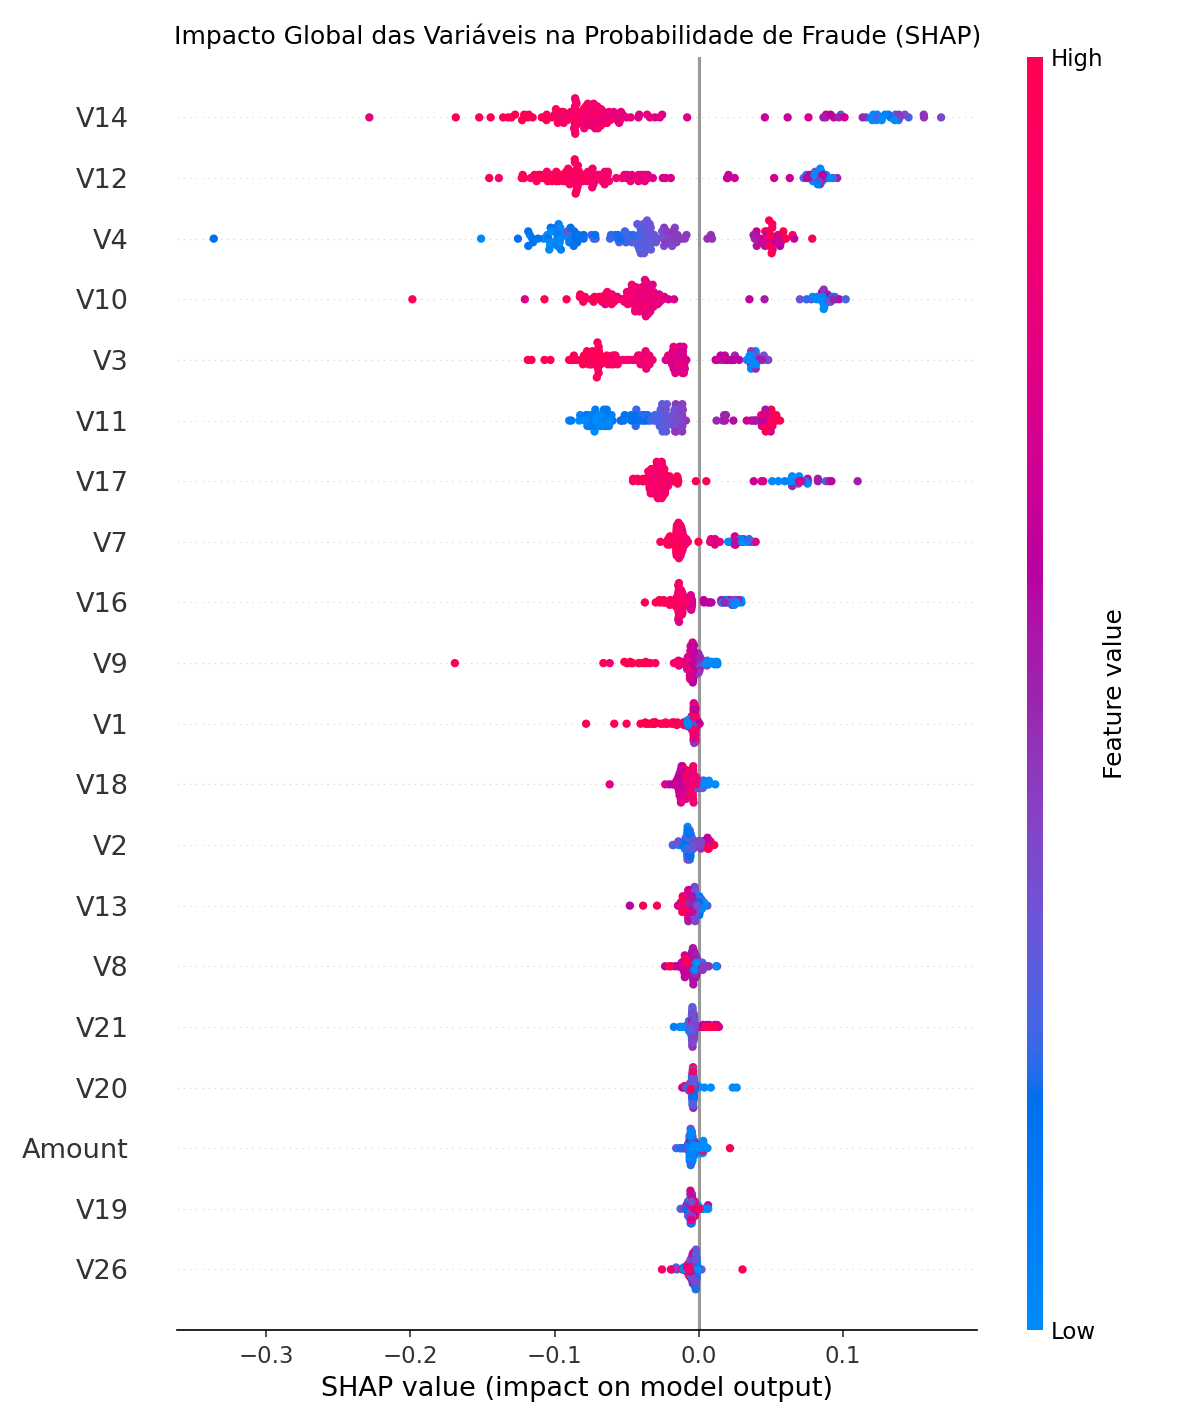 Impacto Global das Variáveis na Probabilidade de Fraude (SHAP)
High
V14
V12
V4
V10
V3
V11
V17
V7
V16
V9
V1
V18
V2
V13
V8
V21
V20
Amount
V19
V26
Feature value
Low
−0.3
−0.2
−0.1
0.0
0.1
SHAP value (impact on model output)